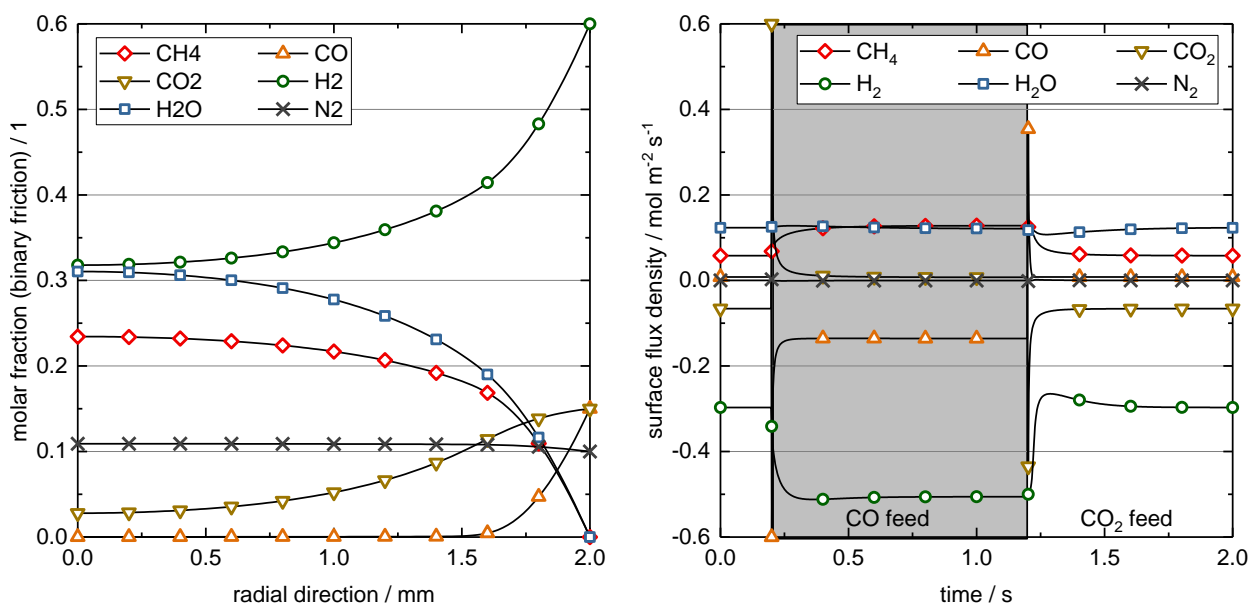 molar fraction (binary friction) / 1
0.6
0.5
0.4
0.3
0.2
0.1
0.0
CH4 CO
CO2 H2
H2O N2
0.0 0.5 1.0 1.5 2.0
radial direction / mm
surface flux density / mol m⁻² s⁻¹
0.6
0.4
0.2
0.0
-0.2
-0.4
-0.6
CH₄ CO CO₂
H₂ H₂O N₂
CO feed CO₂ feed
0.0 0.5 1.0 1.5 2.0
time / s